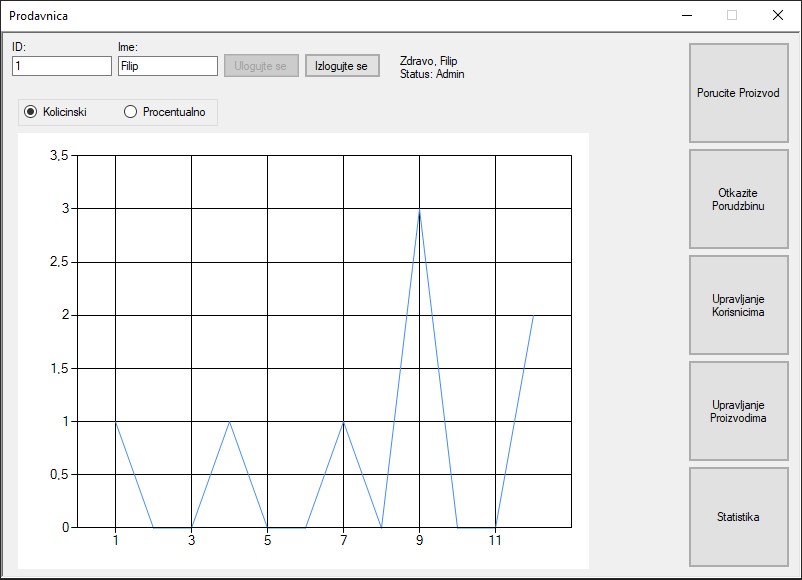 Prodavnica
ID:
Ime:
1
Filip
Ulogujte se
Izlogujte se
Zdravo, Filip
Status: Admin
Kolicinski
Procentualno
3,5
3
2,5
2
1,5
1
0,5
0
1
3
5
7
9
11
Porucite Proizvod
Otkazite
Porudzbinu
Upravljanje
Korisnicima
Upravljanje
Proizvodima
Statistika